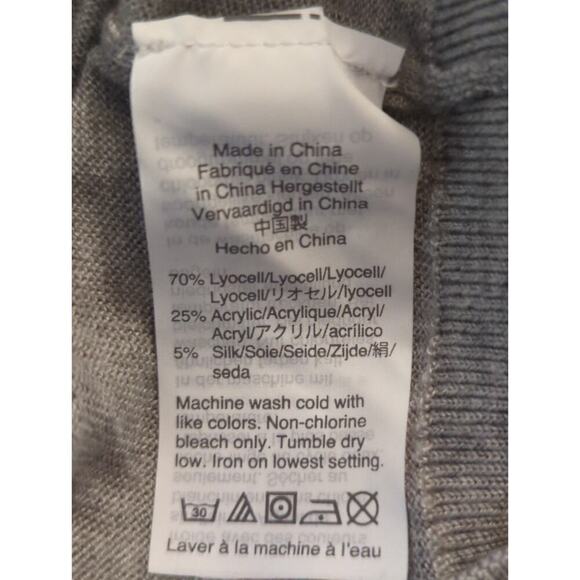 Made in China
Fabriqué en Chine
in China Hergestellt
Vervaardigd in China
中国製
Hecho en China
70% Lyocell/Lyocell/Lyocell/
Lyocell/リオセル/lyocell
25% Acrylic/Acrylique/Acryl/
Acryl/アクリル/acrílico
5% Silk/Soie/Seide/Zijde/絹/
seda
Machine wash cold with
like colors. Non-chlorine
bleach only. Tumble dry
low. Iron on lowest setting.
30
Laver à la machine à l'eau